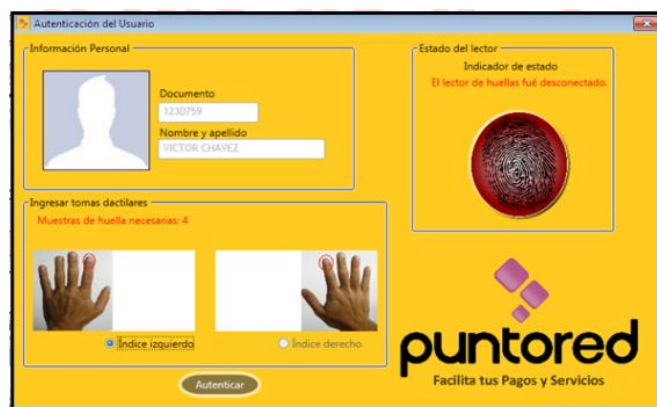 Autenticación del Usuario
Información Personal
Documento
1230759
Nombre y apellido
VICTOR CHAVEZ
Estado del lector
Indicador de estado
El lector de huellas fué desconectado.
Ingresar tomas dactilares
Muestras de huella necesarias: 4
Índice izquierdo
Índice derecho
Autenticar
puntored
Facilita tus Pagos y Servicios